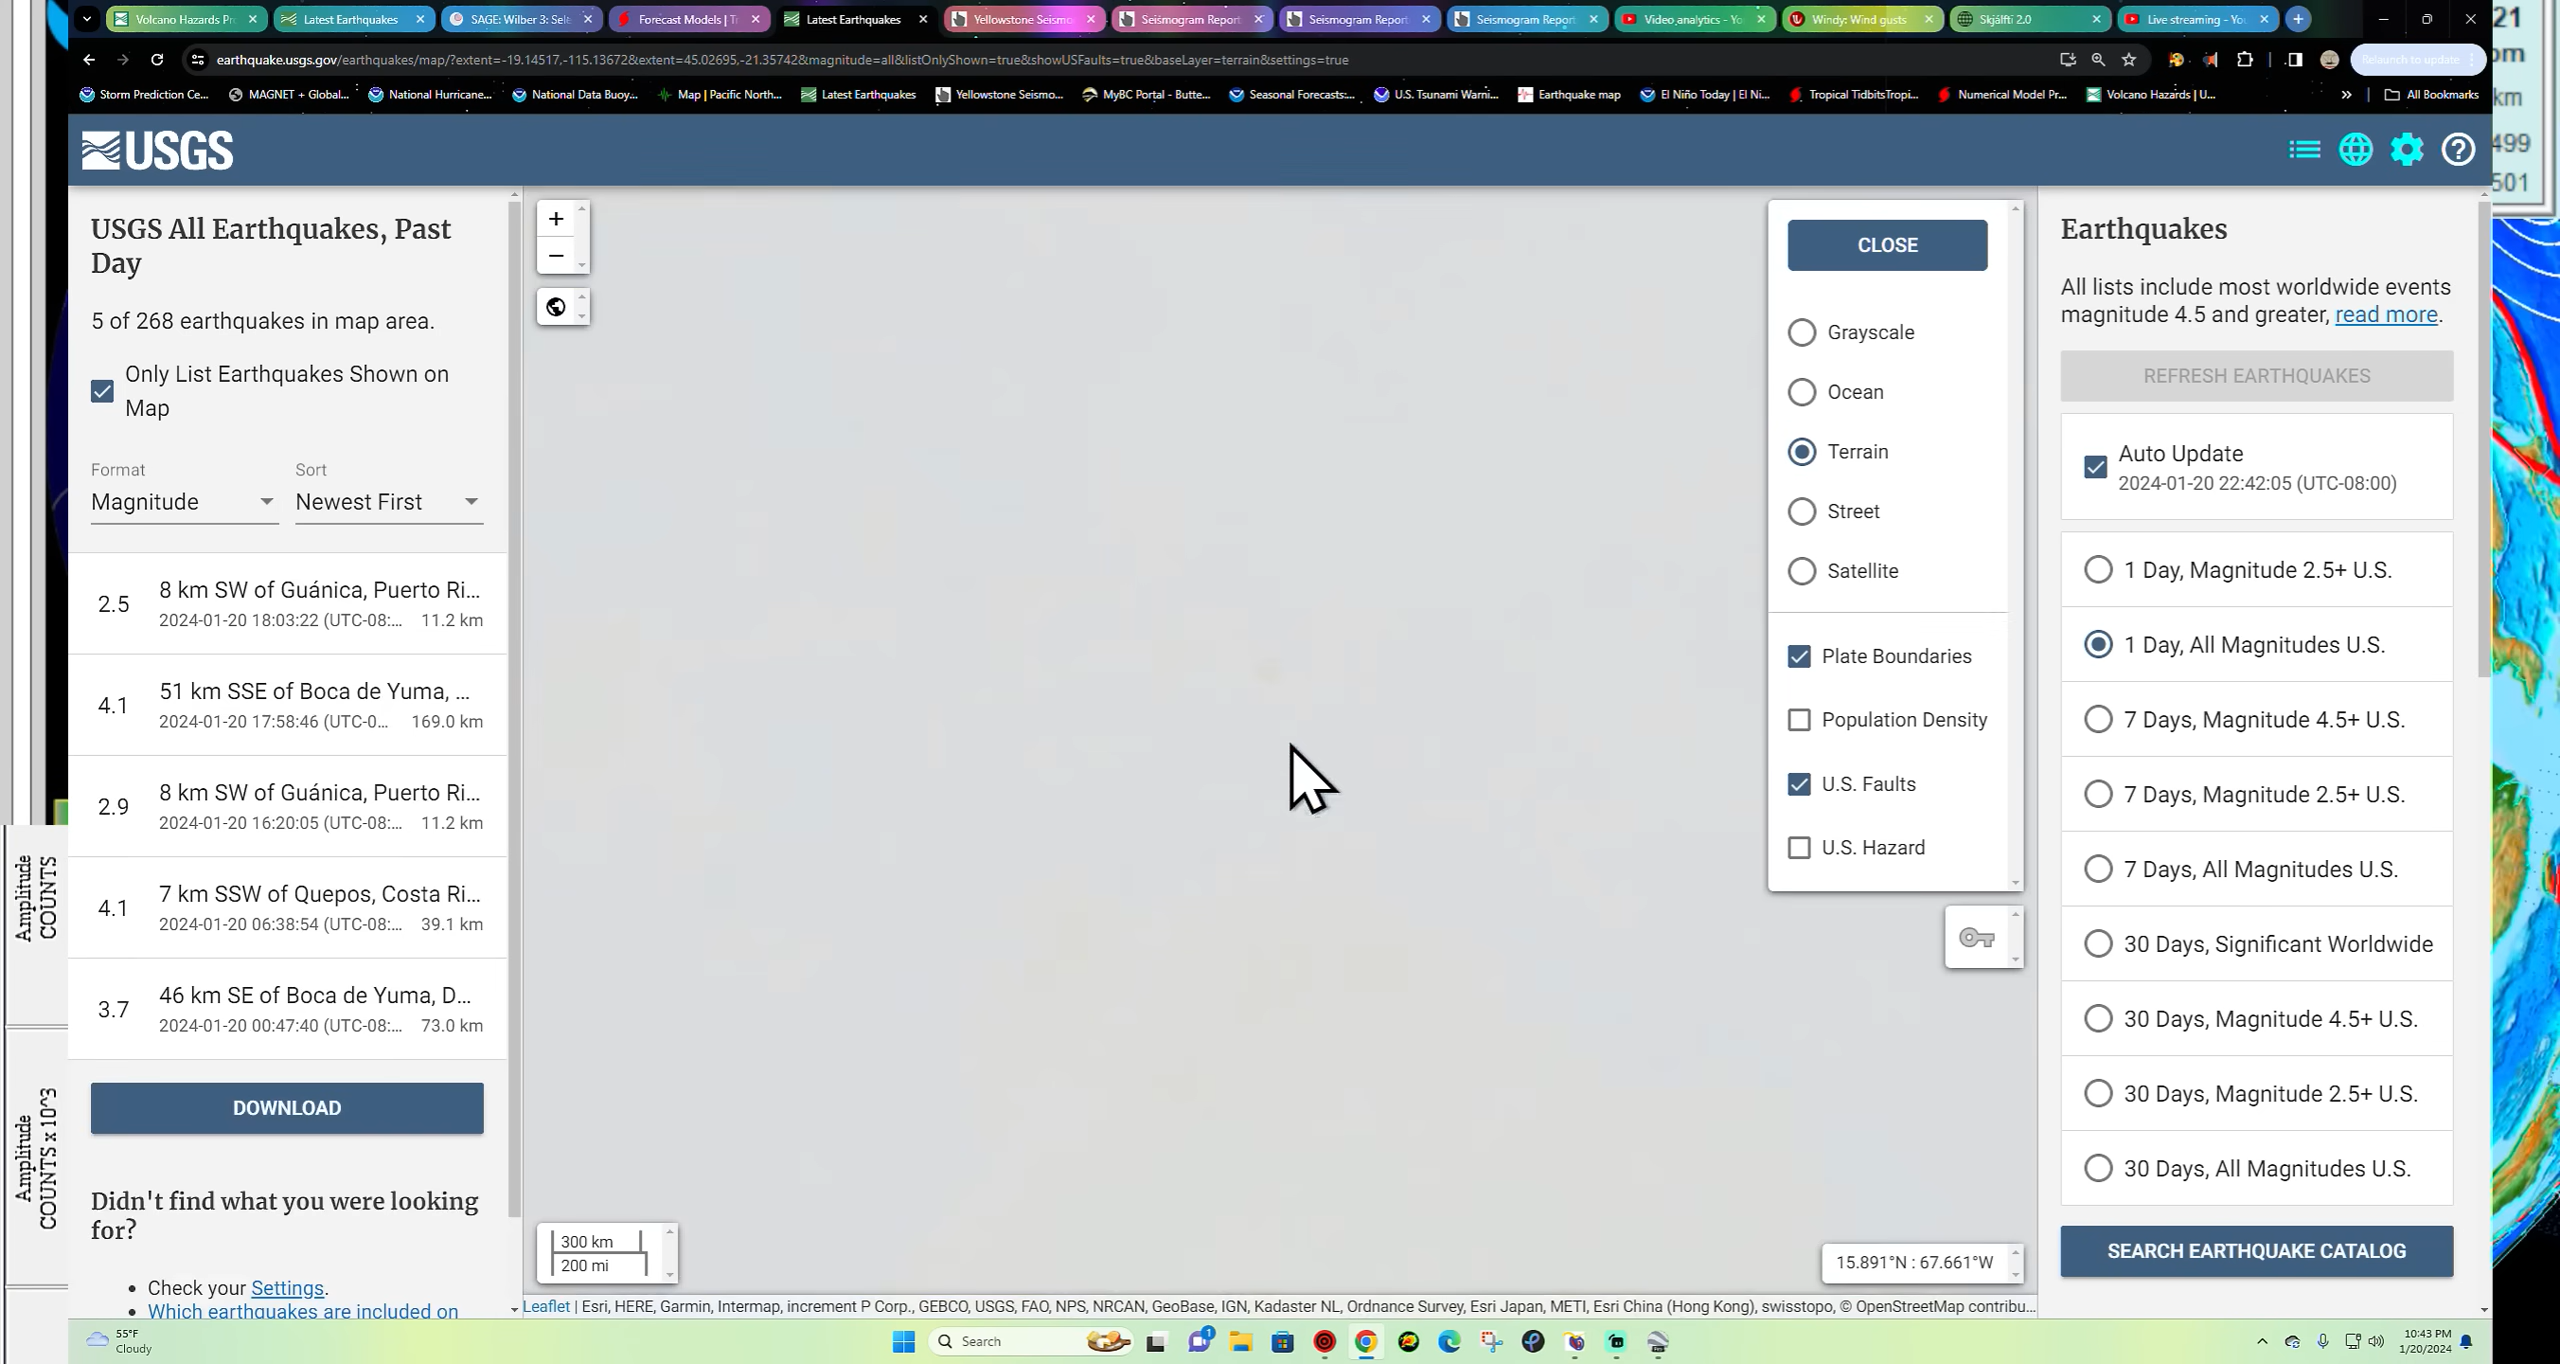 Volcano Hazards Pr
Latest Earthquakes
SAGE: Wilber 3: Sele
Forecast Models | Tr
Latest Earthquakes
Yellowstone Seismo
Seismogram Report
Seismogram Report
Seismogram Report
Video analytics - Yo
Windy: Wind gusts
Skjálfti 2.0
Live streaming - You
earthquake.usgs.gov/earthquakes/map/?extent=-19.14517,-115.13672&extent=45.02695,-21.35742&magnitude=all&listOnlyShown=true&showUSFaults=true&baseLayer=terrain&settings=true
Relaunch to update
Storm Prediction Ce...
MAGNET + Global...
National Hurricane...
National Data Buoy...
Map | Pacific North...
Latest Earthquakes
Yellowstone Seismo...
MyBC Portal - Butte...
Seasonal Forecasts:...
U.S. Tsunami Warni...
Earthquake map
El Niño Today | El Ni...
Tropical TidbitsTropi...
Numerical Model Pr...
Volcano Hazards | U...
All Bookmarks
21
om
km
499
501
USGS
USGS All Earthquakes, Past
Day
5 of 268 earthquakes in map area.
Only List Earthquakes Shown on
Map
Format
Magnitude
Sort
Newest First
2.5
8 km SW of Guánica, Puerto Ri...
2024-01-20 18:03:22 (UTC-08:... 11.2 km
4.1
51 km SSE of Boca de Yuma, ...
2024-01-20 17:58:46 (UTC-0... 169.0 km
2.9
8 km SW of Guánica, Puerto Ri...
2024-01-20 16:20:05 (UTC-08:... 11.2 km
4.1
7 km SSW of Quepos, Costa Ri...
2024-01-20 06:38:54 (UTC-08:... 39.1 km
3.7
46 km SE of Boca de Yuma, D...
2024-01-20 00:47:40 (UTC-08:... 73.0 km
DOWNLOAD
Didn't find what you were looking
for?
• Check your Settings.
• Which earthquakes are included on
Amplitude
COUNTS
Amplitude
COUNTS x 10^3
+
−
CLOSE
Grayscale
Ocean
Terrain
Street
Satellite
Plate Boundaries
Population Density
U.S. Faults
U.S. Hazard
300 km
200 mi
15.891°N : 67.661°W
Leaflet | Esri, HERE, Garmin, Intermap, increment P Corp., GEBCO, USGS, FAO, NPS, NRCAN, GeoBase, IGN, Kadaster NL, Ordnance Survey, Esri Japan, METI, Esri China (Hong Kong), swisstopo, © OpenStreetMap contribu...
Earthquakes
All lists include most worldwide events
magnitude 4.5 and greater, read more.
REFRESH EARTHQUAKES
Auto Update
2024-01-20 22:42:05 (UTC-08:00)
1 Day, Magnitude 2.5+ U.S.
1 Day, All Magnitudes U.S.
7 Days, Magnitude 4.5+ U.S.
7 Days, Magnitude 2.5+ U.S.
7 Days, All Magnitudes U.S.
30 Days, Significant Worldwide
30 Days, Magnitude 4.5+ U.S.
30 Days, Magnitude 2.5+ U.S.
30 Days, All Magnitudes U.S.
SEARCH EARTHQUAKE CATALOG
55°F
Cloudy
Search
1
10:43 PM
1/20/2024